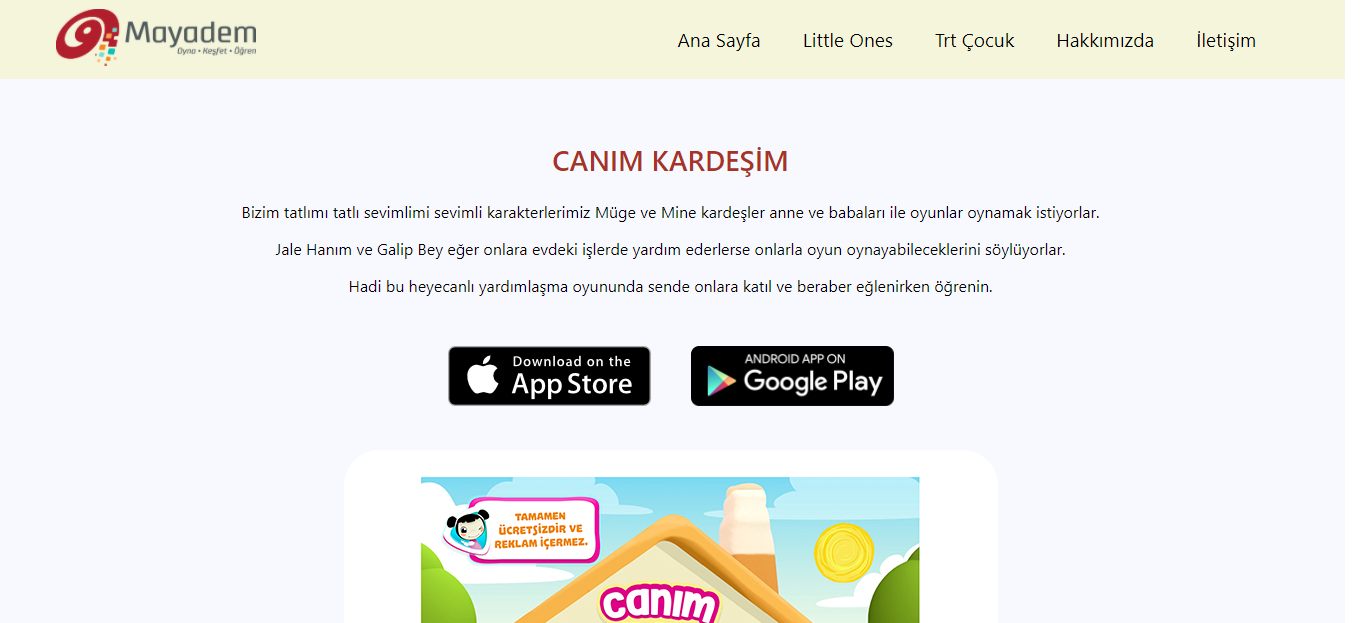 Mayadem
Oyna • Keşfet • Öğren
Ana Sayfa
Little Ones
Trt Çocuk
Hakkımızda
İletişim
CANIM KARDEŞİM
Bizim tatlımı tatlı sevimlimi sevimli karakterlerimiz Müge ve Mine kardeşler anne ve babaları ile oyunlar oynamak istiyorlar.
Jale Hanım ve Galip Bey eğer onlara evdeki işlerde yardım ederlerse onlarla oyun oynayabileceklerini söylüyorlar.
Hadi bu heyecanlı yardımlaşma oyununda sende onlara katıl ve beraber eğlenirken öğrenin.
Download on the
App Store
ANDROID APP ON
Google Play
TAMAMEN
ÜCRETSİZDİR VE
REKLAM İÇERMEZ.
canım